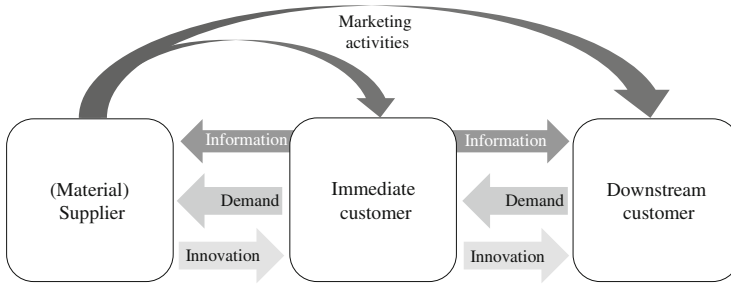 Marketing
activities
Information
Information
(Material)
Supplier
Immediate
customer
Downstream
customer
Demand
Demand
Innovation
Innovation